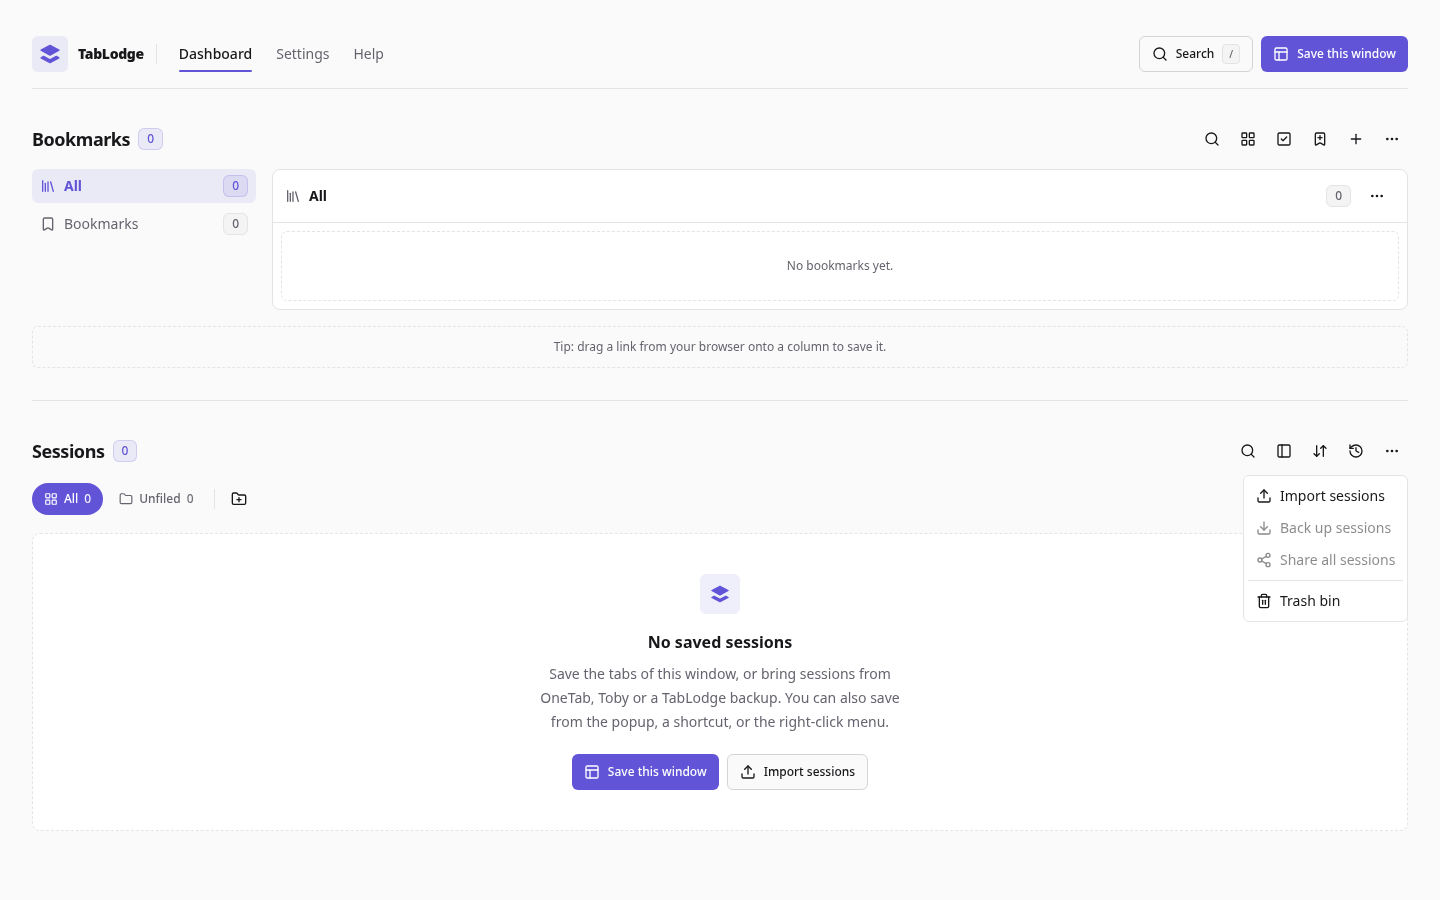 TabLodge
Dashboard
Settings
Help
Search /
Save this window
Bookmarks 0
All 0
Bookmarks 0
All 0
No bookmarks yet.
Tip: drag a link from your browser onto a column to save it.
Sessions 0
All 0
Unfiled 0
Import sessions
Back up sessions
Share all sessions
Trash bin
No saved sessions
Save the tabs of this window, or bring sessions from
OneTab, Toby or a TabLodge backup. You can also save
from the popup, a shortcut, or the right-click menu.
Save this window
Import sessions